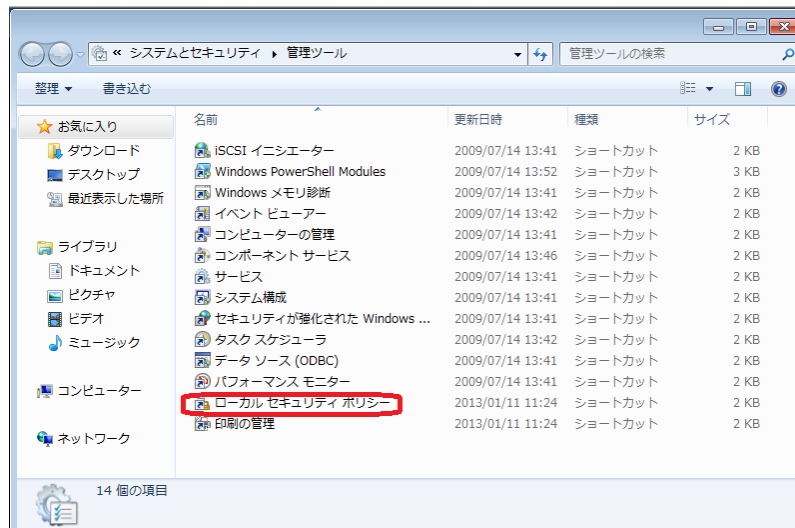 « システムとセキュリティ ▸ 管理ツール
管理ツールの検索
整理 ▼ 書き込む
名前 更新日時 種類 サイズ
お気に入り
ダウンロード
デスクトップ
最近表示した場所
ライブラリ
ドキュメント
ピクチャ
ビデオ
ミュージック
コンピューター
ネットワーク
iSCSI イニシエーター 2009/07/14 13:41 ショートカット 2 KB
Windows PowerShell Modules 2009/07/14 13:52 ショートカット 3 KB
Windows メモリ診断 2009/07/14 13:41 ショートカット 2 KB
イベント ビューアー 2009/07/14 13:42 ショートカット 2 KB
コンピューターの管理 2009/07/14 13:41 ショートカット 2 KB
コンポーネント サービス 2009/07/14 13:46 ショートカット 2 KB
サービス 2009/07/14 13:41 ショートカット 2 KB
システム構成 2009/07/14 13:41 ショートカット 2 KB
セキュリティが強化された Windows ... 2009/07/14 13:41 ショートカット 2 KB
タスク スケジューラ 2009/07/14 13:42 ショートカット 2 KB
データ ソース (ODBC) 2009/07/14 13:41 ショートカット 2 KB
パフォーマンス モニター 2009/07/14 13:41 ショートカット 2 KB
ローカル セキュリティ ポリシー 2013/01/11 11:24 ショートカット 2 KB
印刷の管理 2013/01/11 11:24 ショートカット 2 KB
14 個の項目